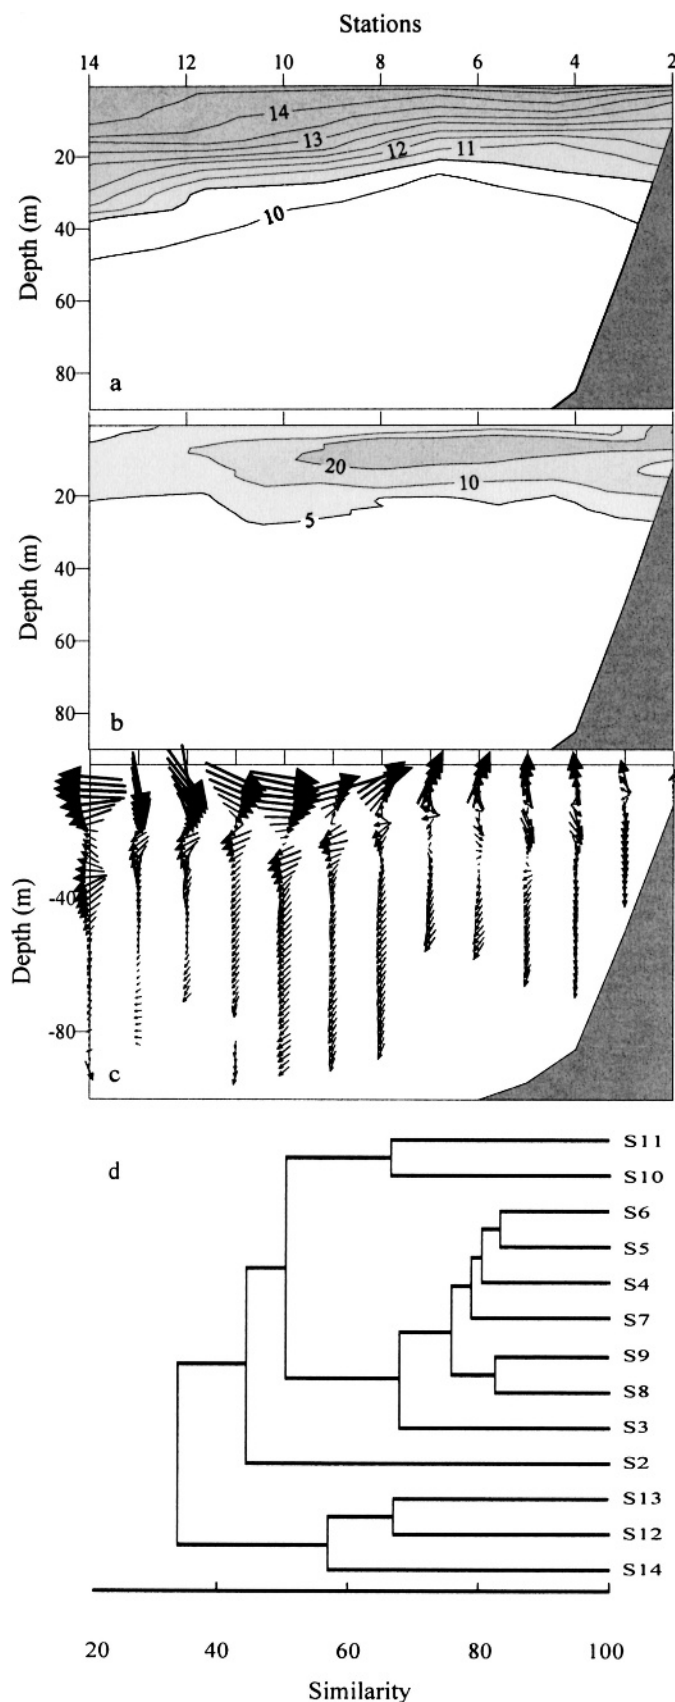 Stations
14 12 10 8 6 4 2
14
13
12
11
20
10
40
60
80
Depth (m)
a
20
10
5
20
40
60
80
Depth (m)
b
-40
-80
Depth (m)
c
d
S11
S10
S6
S5
S4
S7
S9
S8
S3
S2
S13
S12
S14
20 40 60 80 100
Similarity